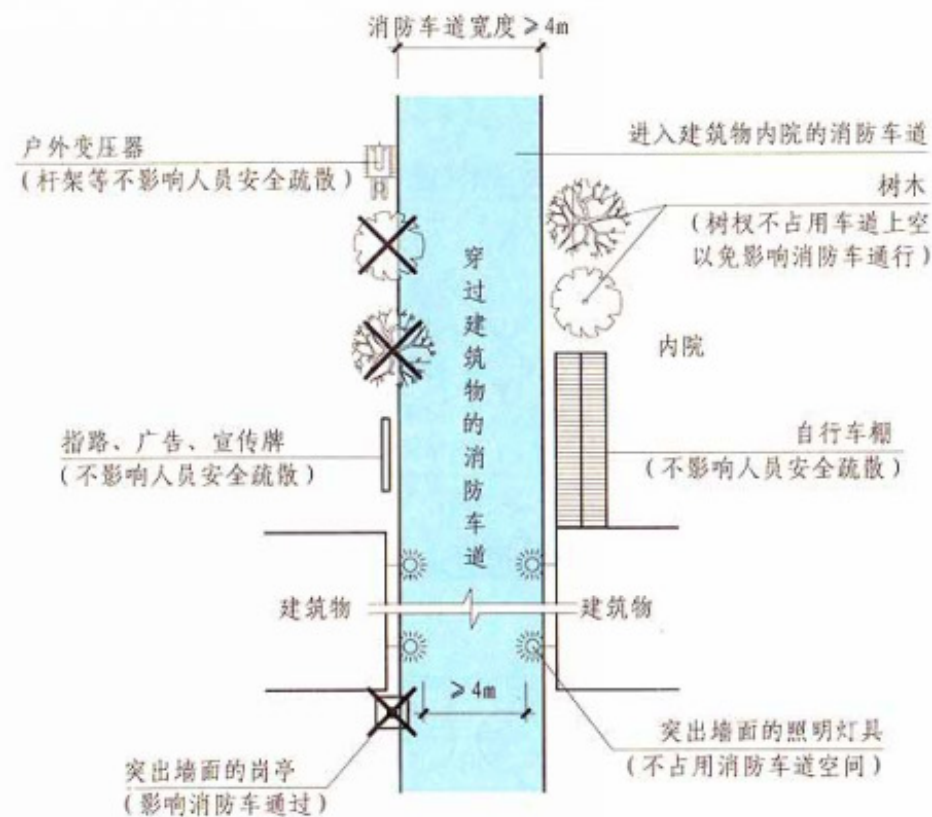 消防车道宽度≥4m
户外变压器
(杆架等不影响人员安全疏散)
进入建筑物内院的消防车道
树木
(树杈不占用车道上空
以免影响消防车通行)
穿过建筑物的消防车道
内院
指路、广告、宣传牌
(不影响人员安全疏散)
自行车棚
(不影响人员安全疏散)
建筑物
建筑物
≥4m
突出墙面的照明灯具
(不占用消防车道空间)
突出墙面的岗亭
(影响消防车通过)